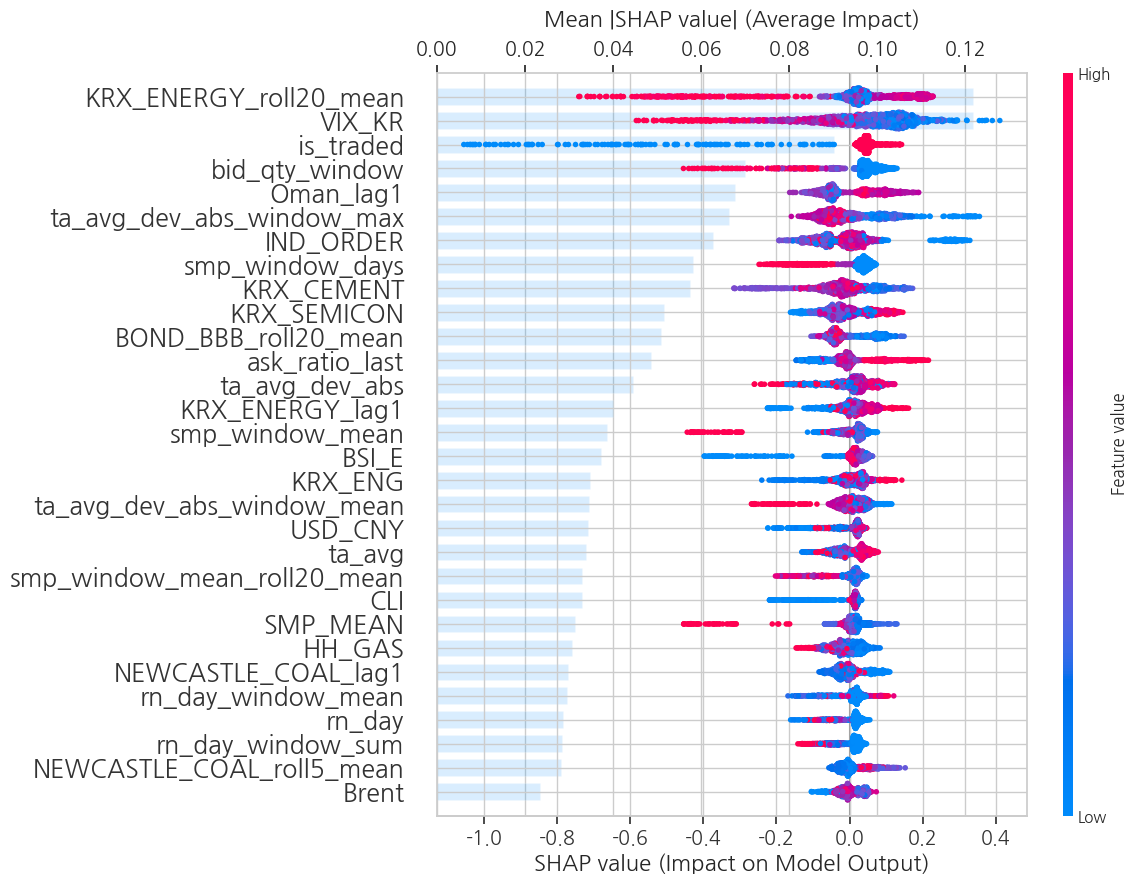 Mean |SHAP value| (Average Impact)
0.00 0.02 0.04 0.06 0.08 0.10 0.12
High
KRX_ENERGY_roll20_mean
VIX_KR
is_traded
bid_qty_window
Oman_lag1
ta_avg_dev_abs_window_max
IND_ORDER
smp_window_days
KRX_CEMENT
KRX_SEMICON
BOND_BBB_roll20_mean
ask_ratio_last
ta_avg_dev_abs
KRX_ENERGY_lag1
smp_window_mean
BSI_E
KRX_ENG
ta_avg_dev_abs_window_mean
USD_CNY
ta_avg
smp_window_mean_roll20_mean
CLI
SMP_MEAN
HH_GAS
NEWCASTLE_COAL_lag1
rn_day_window_mean
rn_day
rn_day_window_sum
NEWCASTLE_COAL_roll5_mean
Brent
Feature value
Low
-1.0 -0.8 -0.6 -0.4 -0.2 0.0 0.2 0.4
SHAP value (Impact on Model Output)